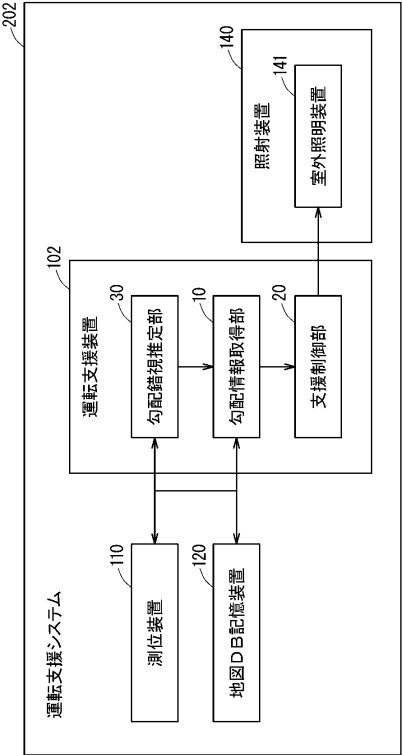 202
運転支援システム
110
測位装置
120
地図DB記憶装置
102
運転支援装置
30
勾配錯視推定部
10
勾配情報取得部
20
支援制御部
140
照射装置
141
室外照明装置